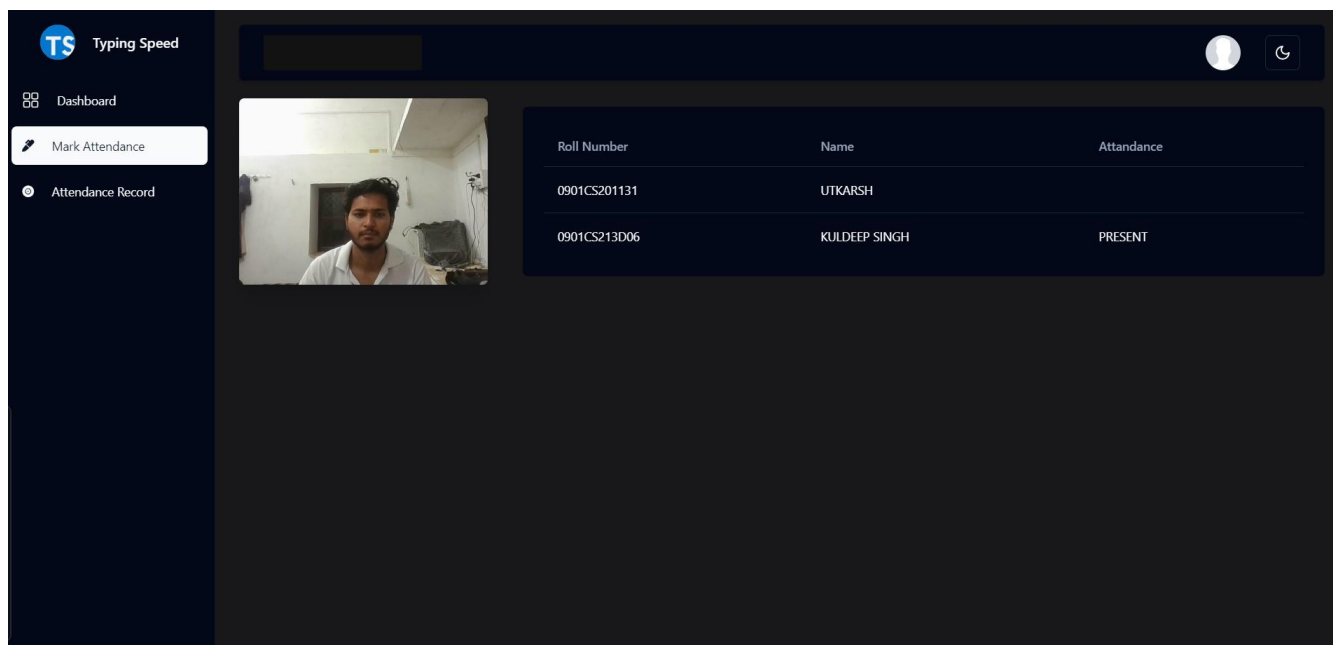 TS Typing Speed
Dashboard
Mark Attendance
Attendance Record
Roll Number Name Attandance
0901CS201131 UTKARSH
0901CS213D06 KULDEEP SINGH PRESENT